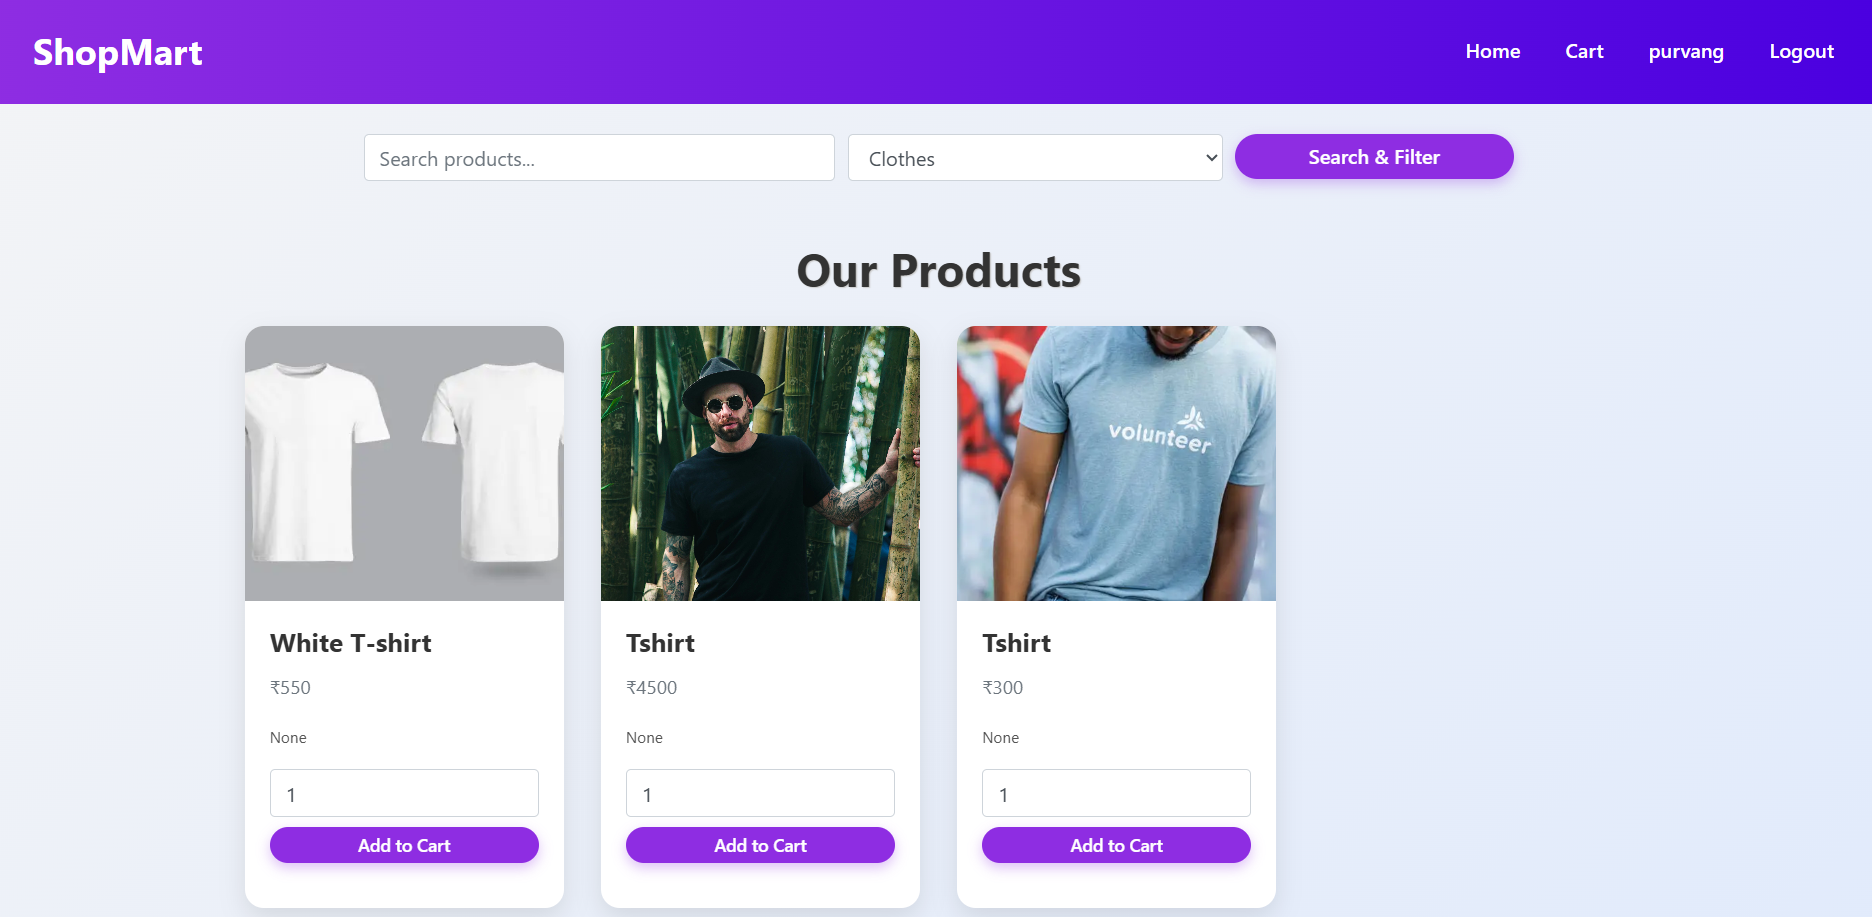 ShopMart
Home Cart purvang Logout
Search products... Clothes Search & Filter
Our Products
volunteer
White T-shirt
₹550
None
1
Add to Cart
Tshirt
₹4500
None
1
Add to Cart
Tshirt
₹300
None
1
Add to Cart